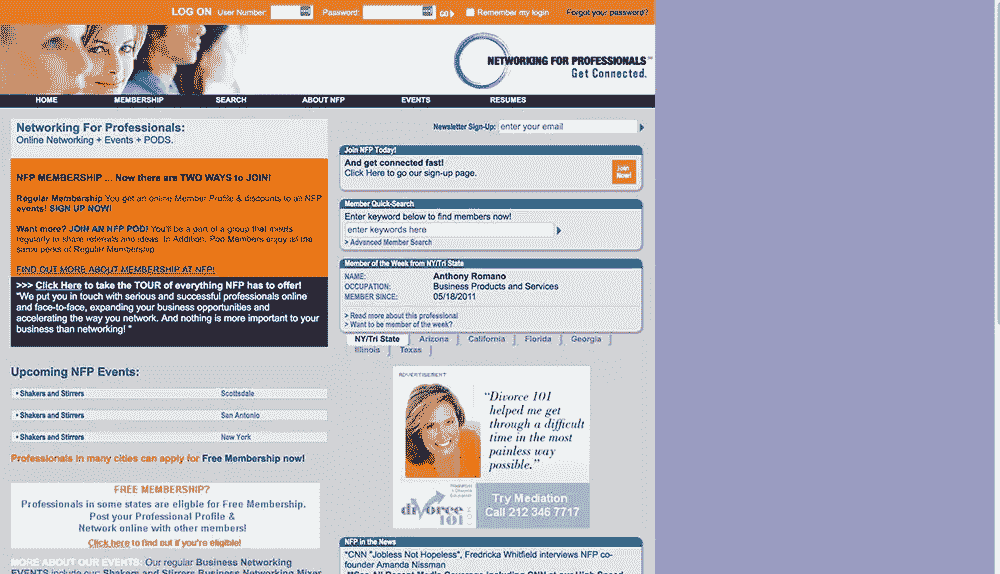 LOG ON User Number: Password: GO Remember my login Forgot your password?
NETWORKING FOR PROFESSIONALS™
Get Connected.
HOME MEMBERSHIP SEARCH ABOUT NFP EVENTS RESUMES
Networking For Professionals:
Online Networking + Events + PODS.
NFP MEMBERSHIP ... Now there are TWO WAYS to JOIN!
Regular Membership You get an online Member Profile & discounts to all NFP
events! SIGN UP NOW!
Want more? JOIN AN NFP POD! You'll be a part of a group that meets
regularly to share referrals and ideas. In Addition, Pod Members enjoy all the
same perks of Regular Membership
FIND OUT MORE ABOUT MEMBERSHIP AT NFP!
>>> Click Here to take the TOUR of everything NFP has to offer!
"We put you in touch with serious and successful professionals online
and face-to-face, expanding your business opportunities and
accelerating the way you network. And nothing is more important to your
business than networking! "
Upcoming NFP Events:
• Shakers and Stirrers Scottsdale
• Shakers and Stirrers San Antonio
• Shakers and Stirrers New York
Professionals in many cities can apply for Free Membership now!
FREE MEMBERSHIP?
Professionals in some states are eligble for Free Membership.
Post your Professional Profile &
Network online with other members!
Click here to find out if you're eligible!
MORE ABOUT OUR EVENTS: Our regular Business Networking
EVENTS include our: Shakers and Stirrers Business Networking Mixer
Newsletter Sign-Up: enter your email
Join NFP Today!
And get connected fast!
Click Here to go our sign-up page.
Join
Now!
Member Quick-Search
Enter keyword below to find members now!
enter keywords here
> Advanced Member Search
Member of the Week from NY/Tri State
NAME: Anthony Romano
OCCUPATION: Business Products and Services
MEMBER SINCE: 05/18/2011
> Read more about this professional
> Want to be member of the week?
NY/Tri State Arizona California Florida Georgia
Illinois Texas
ADVERTISEMENT
"Divorce 101
helped me get
through a difficult
time in the most
painless way
possible."
divorce
101
.COM
Try Mediation
Call 212 346 7717
NFP in the News
"CNN "Jobless Not Hopeless", Fredricka Whitfield interviews NFP co-
founder Amanda Nissman